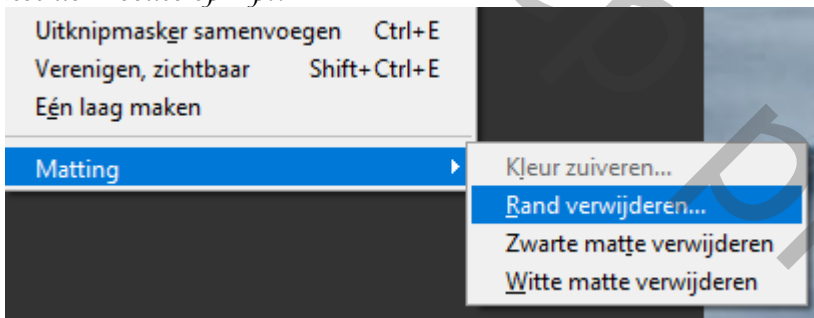 Uitknipmasker samenvoegen Ctrl+E
Verenigen, zichtbaar Shift+Ctrl+E
Eén laag maken
Matting
Kleur zuiveren...
Rand verwijderen...
Zwarte matte verwijderen
Witte matte verwijderen